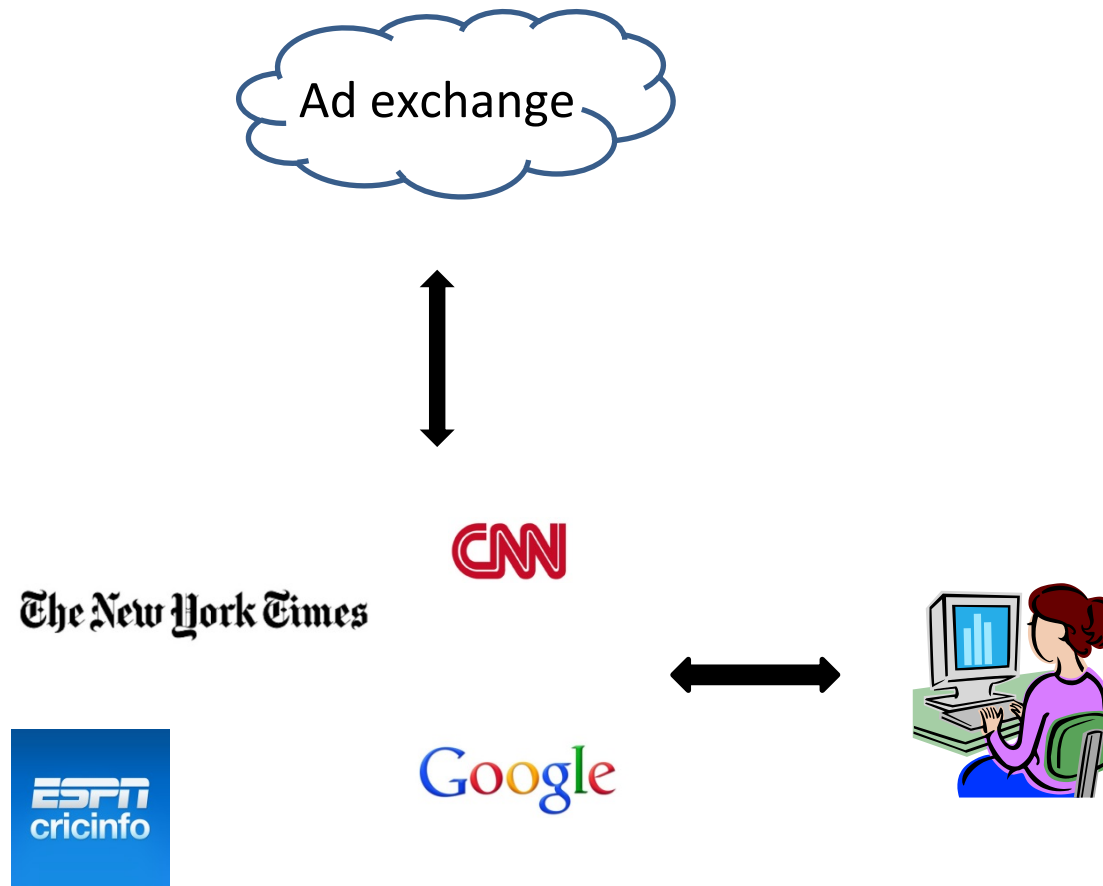 Ad exchange
CNN
The New York Times
Google
ESPN
cricinfo